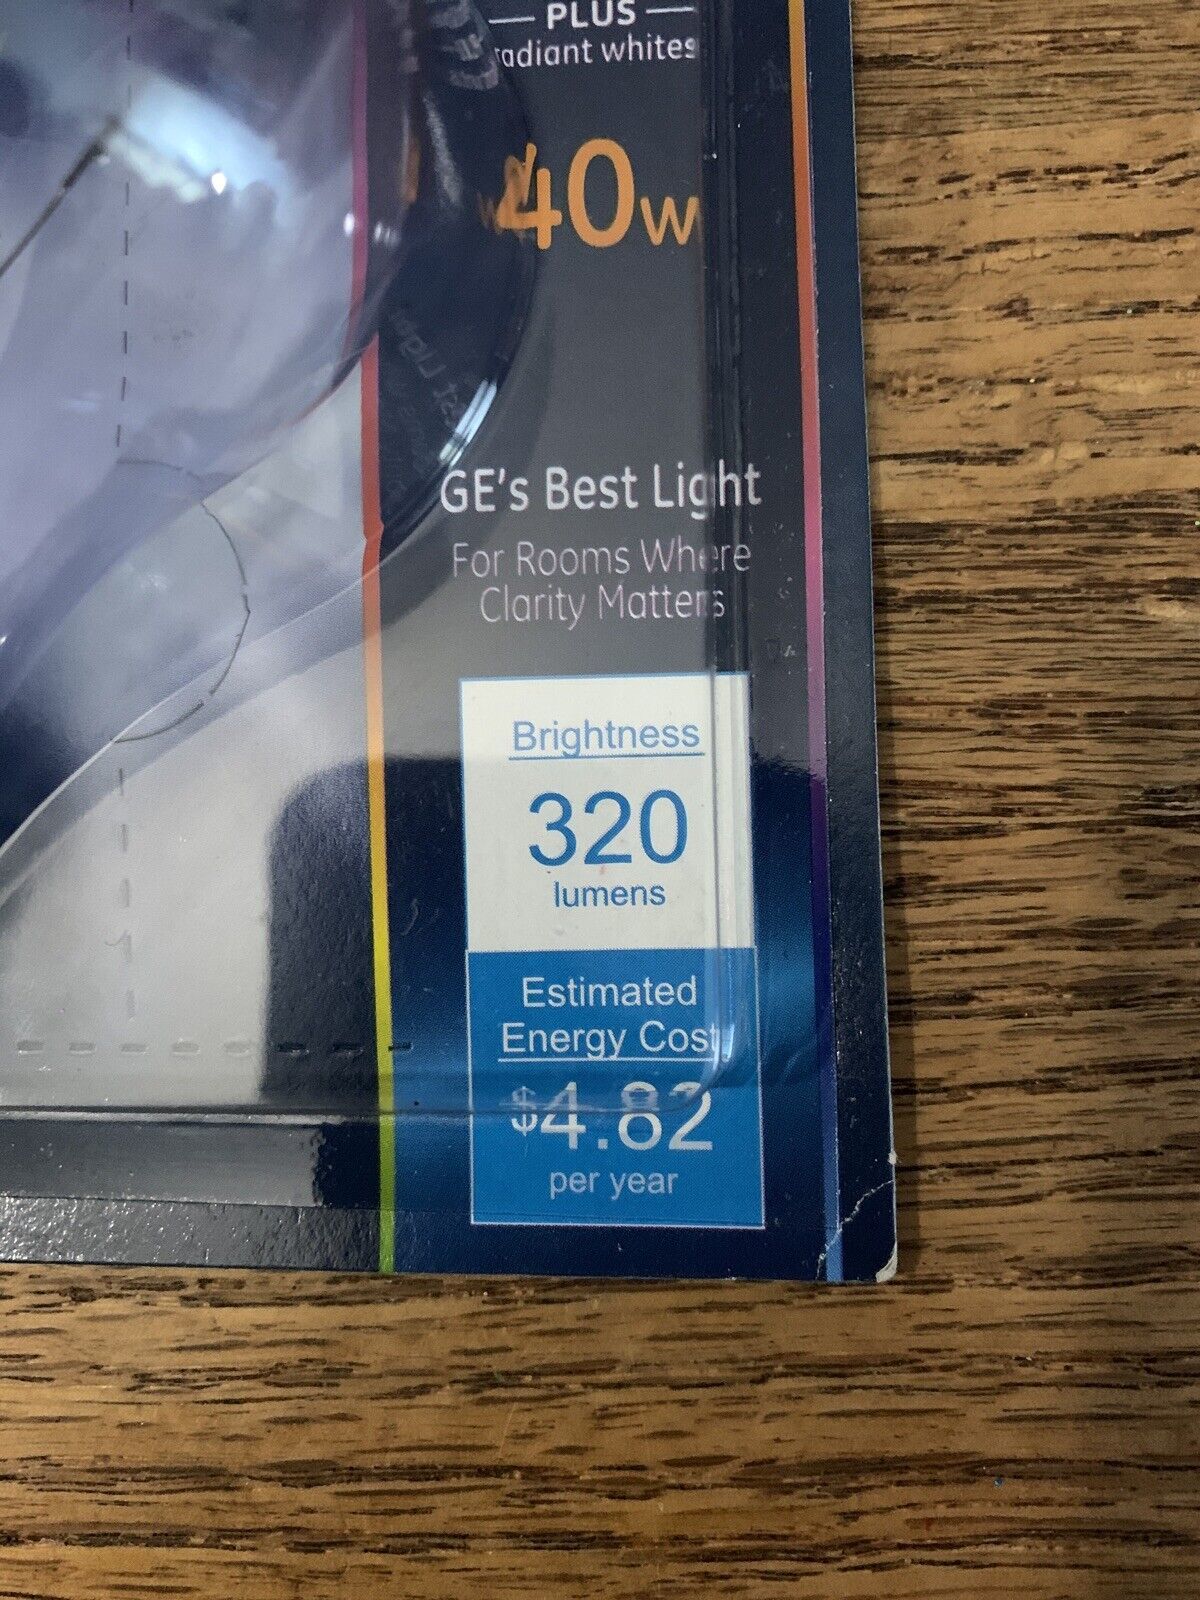 PLUS
radiant whites
40w
GE's Best Light
For Rooms Where
Clarity Matters
Brightness
320
lumens
Estimated
Energy Cost
$4.82
per year